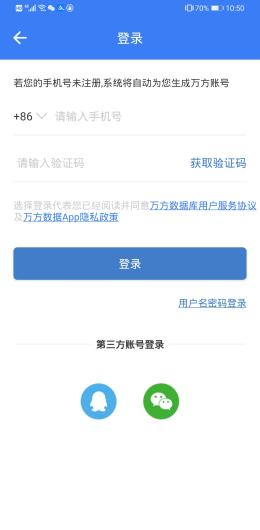 70% 10:50
登录
若您的手机号未注册,系统将自动为您生成万方账号
+86 请输入手机号
请输入验证码 获取验证码
选择登录代表您已经阅读并同意万方数据库用户服务协议
及万方数据App隐私政策
登录
用户名密码登录
第三方账号登录